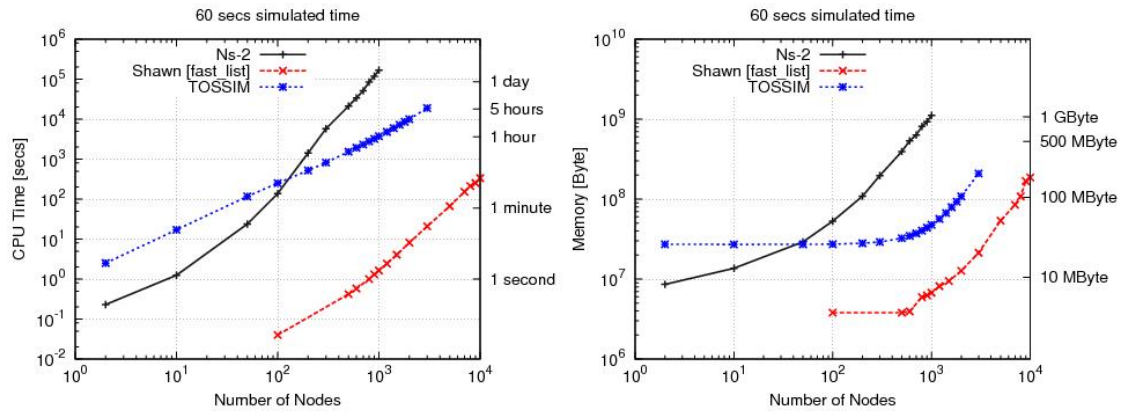 60 secs simulated time
CPU Time [secs]
10^6
10^5
10^4
10^3
10^2
10^1
10^0
10^-1
10^-2
Ns-2
Shawn [fast_list]
TOSSIM
1 day
5 hours
1 hour
1 minute
1 second
10^0 10^1 10^2 10^3 10^4
Number of Nodes
60 secs simulated time
Memory [Byte]
10^10
10^9
10^8
10^7
10^6
Ns-2
Shawn [fast_list]
TOSSIM
1 GByte
500 MByte
100 MByte
10 MByte
10^0 10^1 10^2 10^3 10^4
Number of Nodes